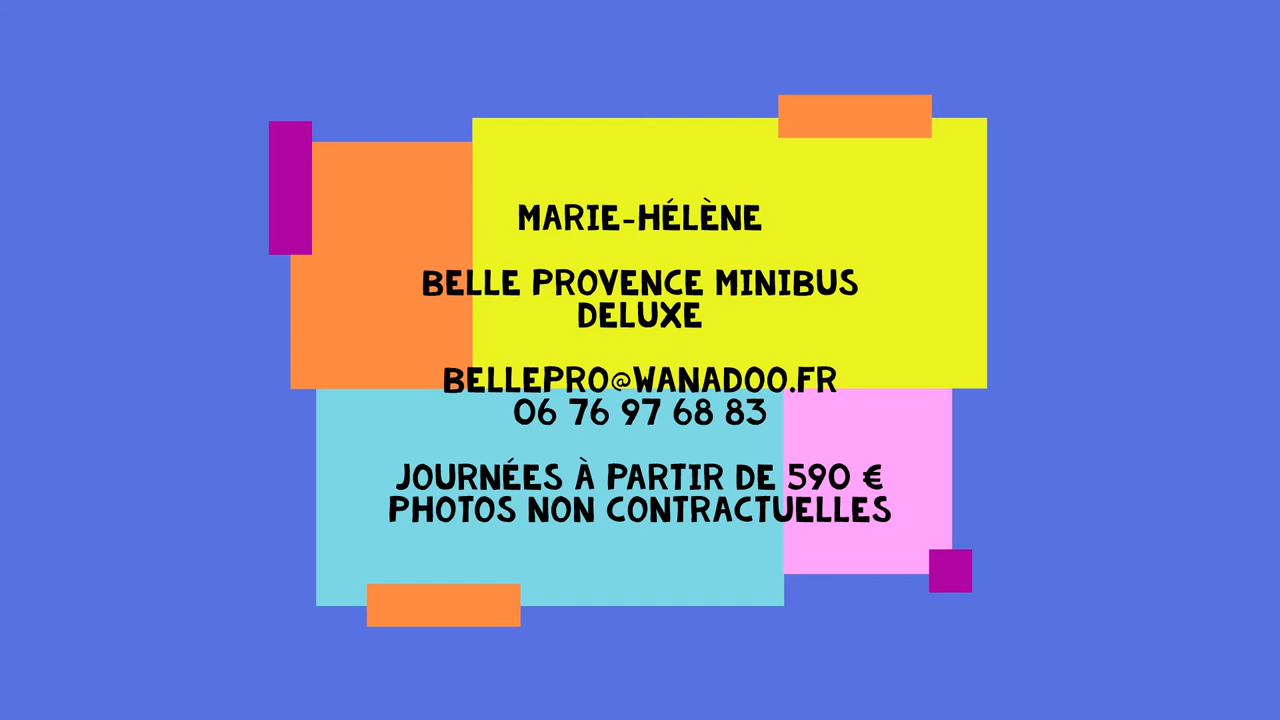 MARIE-HÉLÈNE
BELLE PROVENCE MINIBUS
DELUXE
BELLEPRO@WANADOO.FR
06 76 97 68 83
JOURNÉES À PARTIR DE 590 €
PHOTOS NON CONTRACTUELLES